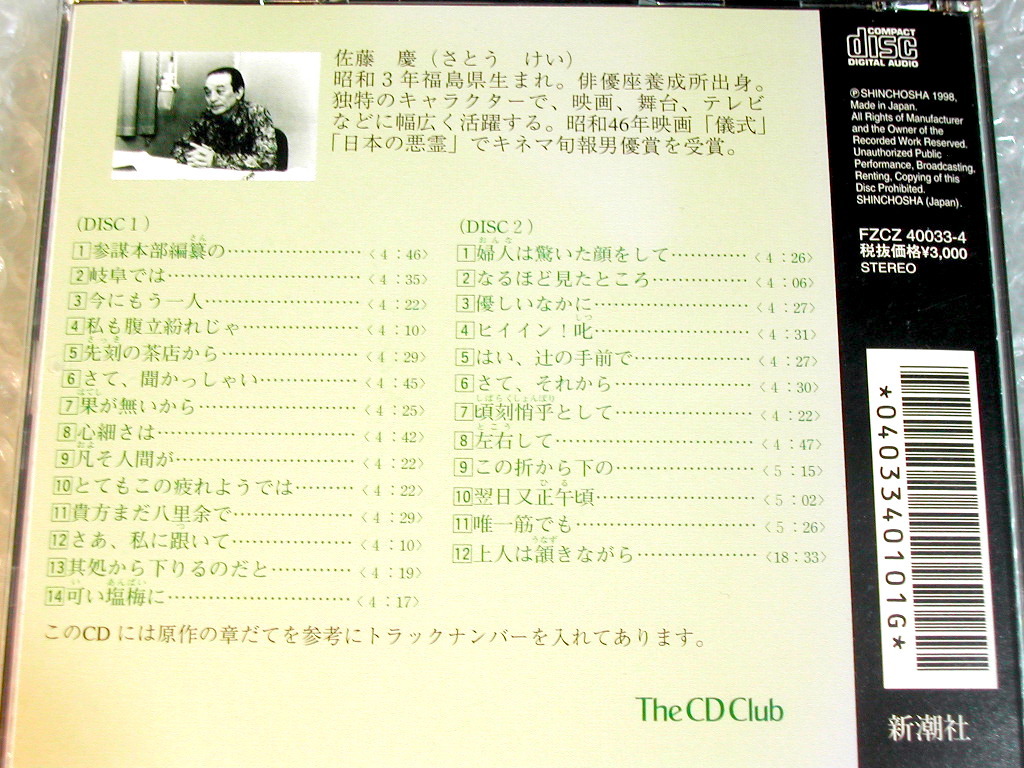 佐藤　慶（さとう　けい）
昭和３年福島県生まれ。俳優座養成所出身。
独特のキャラクターで、映画、舞台、テレビ
などに幅広く活躍する。昭和46年映画「儀式」
「日本の悪霊」でキネマ旬報男優賞を受賞。
(DISC 1)
1 参謀本部編纂の……………〈4：46〉
2 岐阜では……………〈4：35〉
3 今にもう一人……………〈4：22〉
4 私も腹立紛れじゃ……………〈4：10〉
5 先刻の茶店から……………〈4：29〉
6 さて、聞かっしゃい……………〈4：45〉
7 果が無いから……………〈4：25〉
8 心細さは……………〈4：42〉
9 凡そ人間が……………〈4：22〉
10 とてもこの疲れようでは……………〈4：22〉
11 貴方まだ八里余で……………〈4：29〉
12 さあ、私に跟いて……………〈4：10〉
13 其処から下りるのだと……………〈4：19〉
14 可い塩梅に……………〈4：17〉
(DISC 2)
1 婦人は驚いた顔をして……………〈4：26〉
2 なるほど見たところ……………〈4：06〉
3 優しいなかに……………〈4：27〉
4 ヒイイン！叱……………〈4：31〉
5 はい、辻の手前で……………〈4：27〉
6 さて、それから……………〈4：30〉
7 頃刻悄乎として……………〈4：22〉
8 左右して……………〈4：47〉
9 この折から下の……………〈5：15〉
10 翌日又正午頃……………〈5：02〉
11 唯一筋でも……………〈5：26〉
12 上人は頷きながら……………〈18：33〉
このCDには原作の章だてを参考にトラックナンバーを入れてあります。
The CD Club
COMPACT
disc
DIGITAL AUDIO
ⓅSHINCHOSHA 1998,
Made in Japan.
All Rights of Manufacturer
and the Owner of the
Recorded Work Reserved.
Unauthorized Public
Performance, Broadcasting,
Renting, Copying of this
Disc Prohibited.
SHINCHOSHA (Japan).
FZCZ 40033-4
税抜価格¥3,000
STEREO
*0403340101G*
新潮社